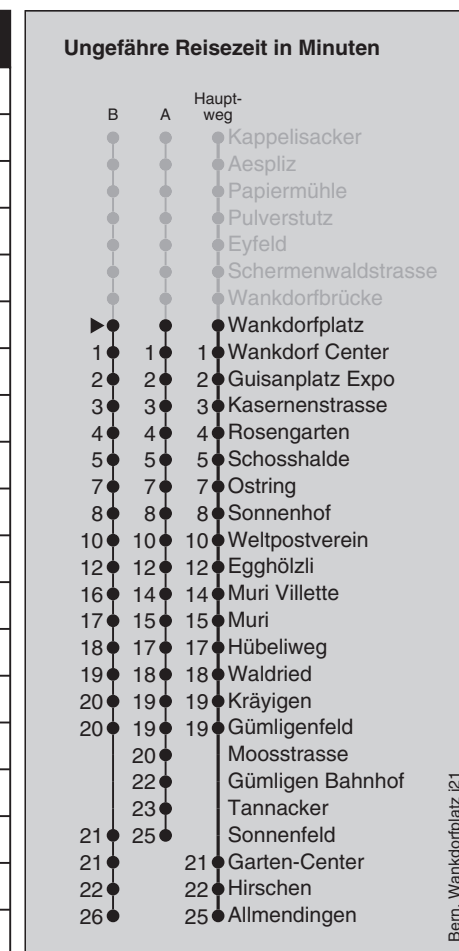 Ungefähre Reisezeit in Minuten
Haupt-
B A weg
Kappelisacker
Aespliz
Papiermühle
Pulverstutz
Eyfeld
Schermenwaldstrasse
Wankdorfbrücke
Wankdorfplatz
1 1 1 Wankdorf Center
2 2 2 Guisanplatz Expo
3 3 3 Kasernenstrasse
4 4 4 Rosengarten
5 5 5 Schosshalde
7 7 7 Ostring
8 8 8 Sonnenhof
10 10 10 Weltpostverein
12 12 12 Egghölzli
16 14 14 Muri Villette
17 15 15 Muri
18 17 17 Hübeliweg
19 18 18 Waldried
20 19 19 Kräyigen
20 19 19 Gümligenfeld
20 Moosstrasse
22 Gümligen Bahnhof
23 Tannacker
21 25 Sonnenfeld
21 21 Garten-Center
22 22 Hirschen
26 25 Allmendingen
Bern, Wankdorfplatz j21